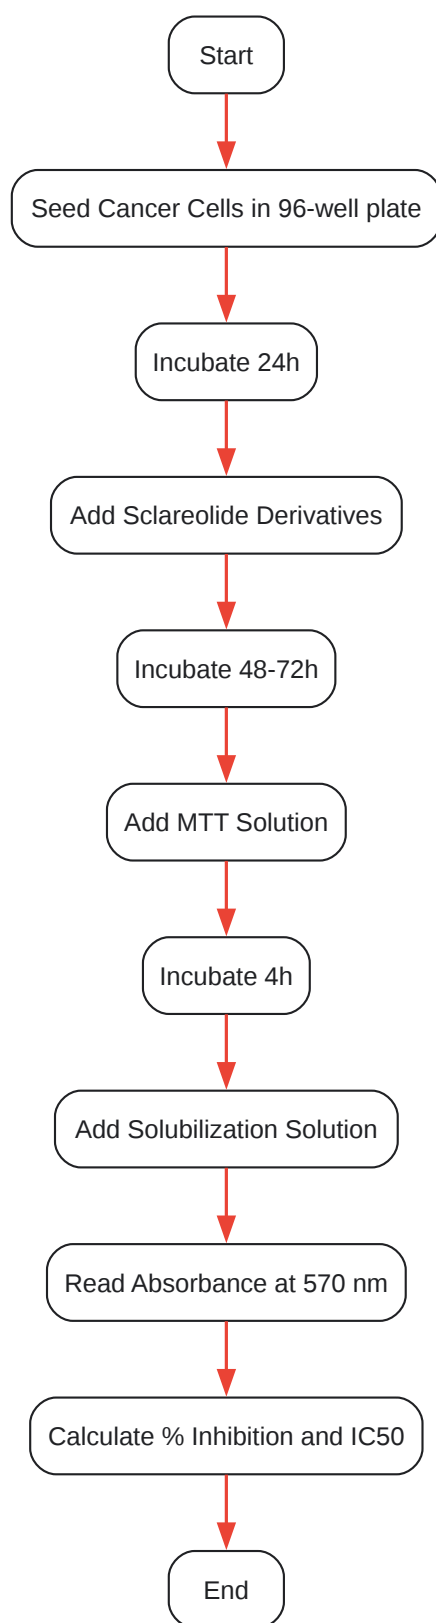 Start
Seed Cancer Cells in 96-well plate
Incubate 24h
Add Sclareolide Derivatives
Incubate 48-72h
Add MTT Solution
Incubate 4h
Add Solubilization Solution
Read Absorbance at 570 nm
Calculate % Inhibition and IC50
End